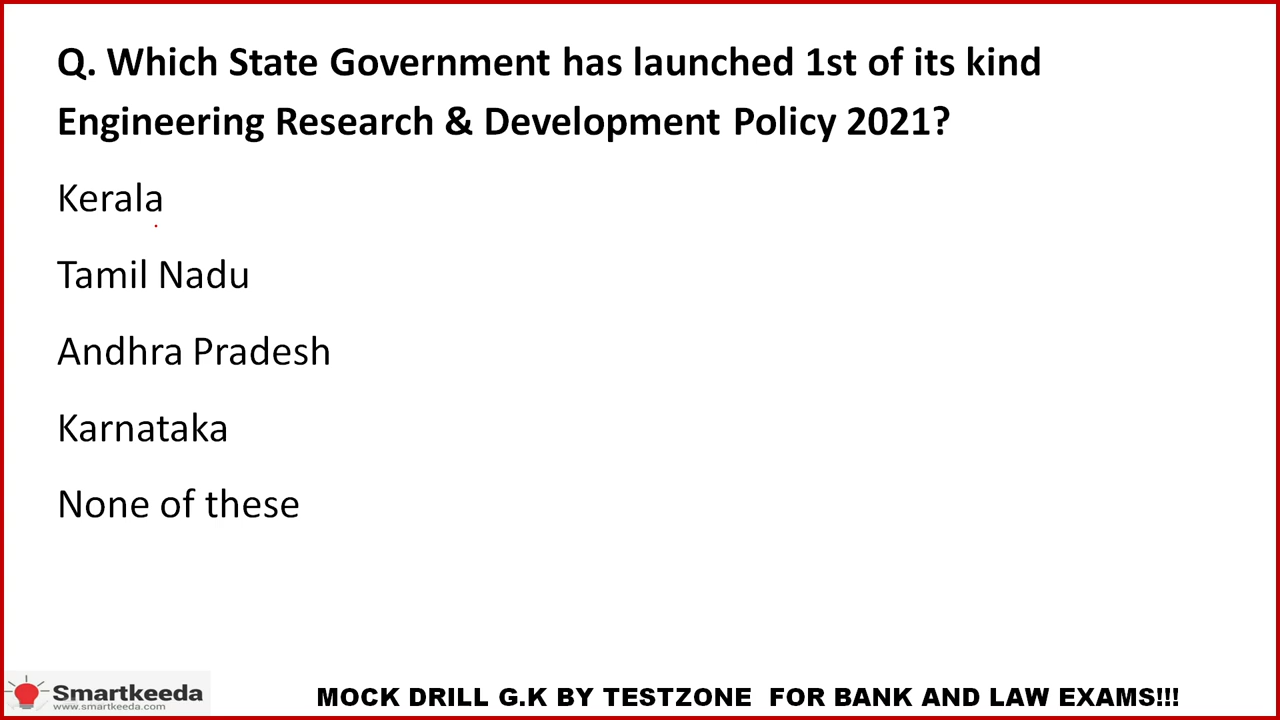 Q. Which State Government has launched 1st of its kind
Engineering Research & Development Policy 2021?
Kerala
Tamil Nadu
Andhra Pradesh
Karnataka
None of these
Smartkeeda
www.smartkeeda.com
MOCK DRILL G.K BY TESTZONE FOR BANK AND LAW EXAMS!!!